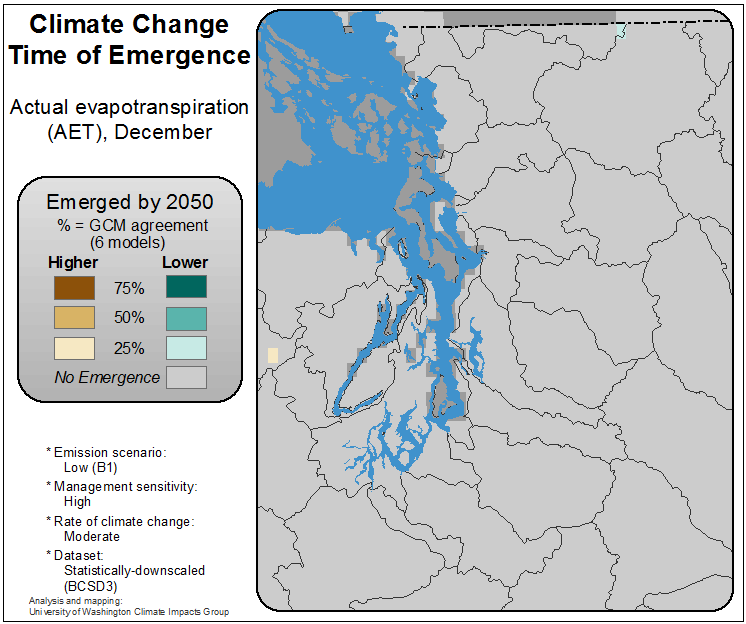 Climate Change
Time of Emergence
Actual evapotranspiration
(AET), December
Emerged by 2050
% = GCM agreement
(6 models)
Higher Lower
75%
50%
25%
No Emergence
* Emission scenario:
Low (B1)
* Management sensitivity:
High
* Rate of climate change:
Moderate
* Dataset:
Statistically-downscaled
(BCSD3)
Analysis and mapping:
University of Washington Climate Impacts Group